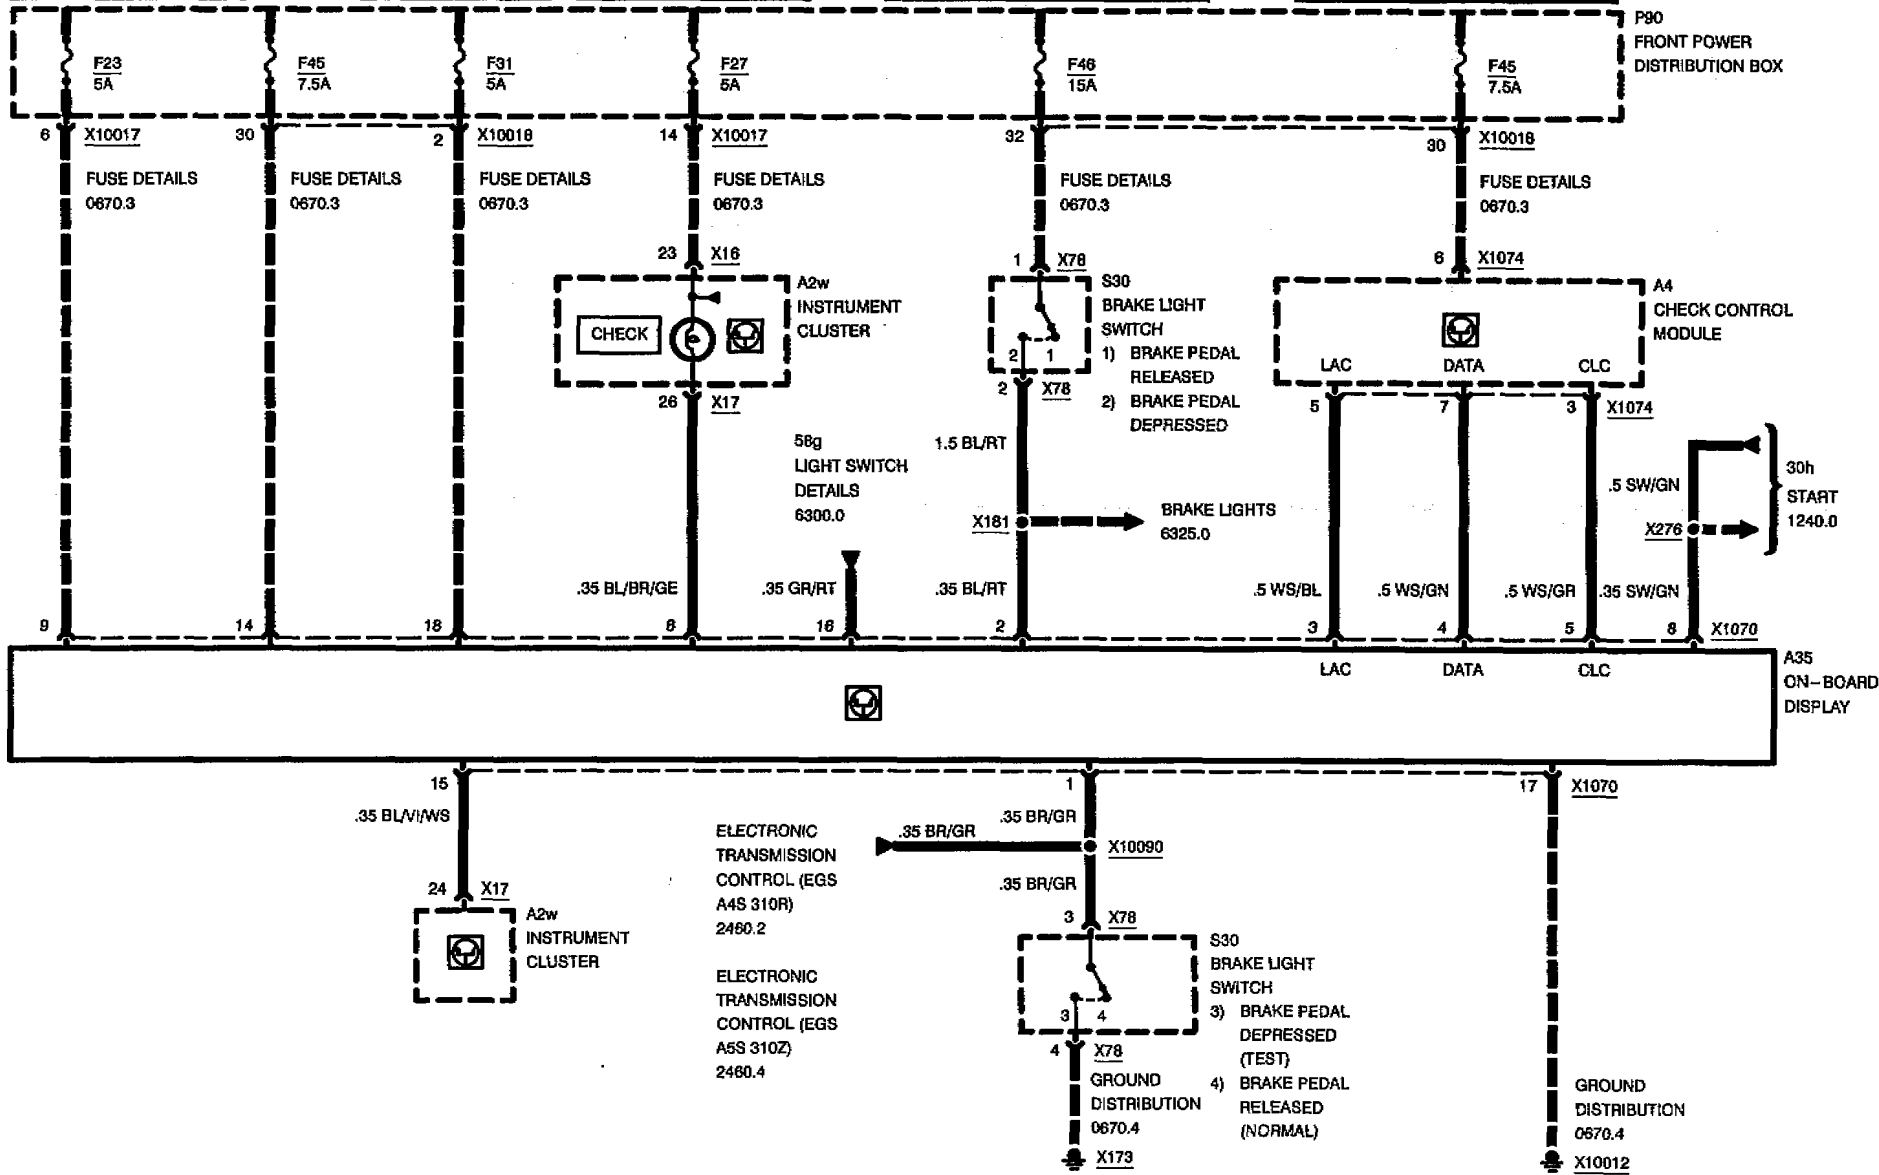 P90
FRONT POWER
DISTRIBUTION BOX
F23
5A
F45
7.5A
F31
5A
F27
5A
F46
15A
F45
7.5A
6 X10017
30
2 X10018
14 X10017
32
30 X10018
FUSE DETAILS
0670.3
FUSE DETAILS
0670.3
FUSE DETAILS
0670.3
FUSE DETAILS
0670.3
FUSE DETAILS
0670.3
FUSE DETAILS
0670.3
23 X16
A2w
INSTRUMENT
CLUSTER
CHECK
26 X17
1 X78
S30
BRAKE LIGHT
SWITCH
1) BRAKE PEDAL
RELEASED
2) BRAKE PEDAL
DEPRESSED
2 1
2 X78
6 X1074
A4
CHECK CONTROL
MODULE
LAC DATA CLC
5 7 3 X1074
58g
LIGHT SWITCH
DETAILS
6300.0
1.5 BL/RT
X181
BRAKE LIGHTS
6325.0
.5 SW/GN
X276
30h
START
1240.0
.35 BL/BR/GE
.35 GR/RT
.35 BL/RT
.5 WS/BL
.5 WS/GN
.5 WS/GR
.35 SW/GN
9 14 18 6 16 2 3 4 5 8 X1070
LAC DATA CLC
A35
ON-BOARD
DISPLAY
15 1 17 X1070
.35 BL/VI/WS
24 X17
A2w
INSTRUMENT
CLUSTER
ELECTRONIC
TRANSMISSION
CONTROL (EGS
A4S 310R)
2460.2
ELECTRONIC
TRANSMISSION
CONTROL (EGS
A5S 310Z)
2460.4
.35 BR/GR
.35 BR/GR
X10090
.35 BR/GR
3 X78
S30
BRAKE LIGHT
SWITCH
3) BRAKE PEDAL
DEPRESSED
(TEST)
4) BRAKE PEDAL
RELEASED
(NORMAL)
3 4
4 X78
GROUND
DISTRIBUTION
0670.4
X173
GROUND
DISTRIBUTION
0670.4
X10012